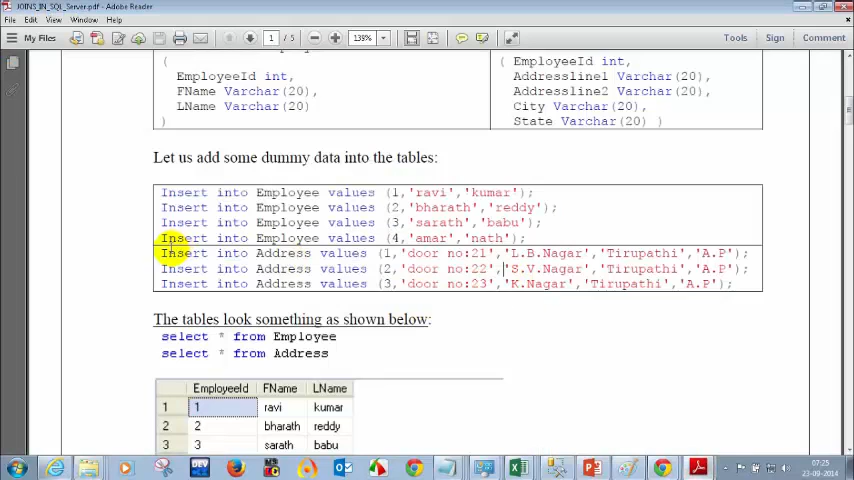 JOINS_IN_SQL_Server.pdf - Adobe Reader
File Edit View Window Help
My Files 1 / 5 139% Tools Sign Comment
( ( EmployeeId int,
EmployeeId int, Addressline1 Varchar(20),
FName Varchar(20), Addressline2 Varchar(20),
LName Varchar(20) City Varchar(20),
) State Varchar(20) )
Let us add some dummy data into the tables:
Insert into Employee values (1,'ravi','kumar');
Insert into Employee values (2,'bharath','reddy');
Insert into Employee values (3,'sarath','babu');
Insert into Employee values (4,'amar','nath');
Insert into Address values (1,'door no:21','L.B.Nagar','Tirupathi','A.P');
Insert into Address values (2,'door no:22','S.V.Nagar','Tirupathi','A.P');
Insert into Address values (3,'door no:23','K.Nagar','Tirupathi','A.P');
The tables look something as shown below:
select * from Employee
select * from Address
EmployeeId FName LName
1 1 ravi kumar
2 2 bharath reddy
3 3 sarath babu
07:25
23-09-2014